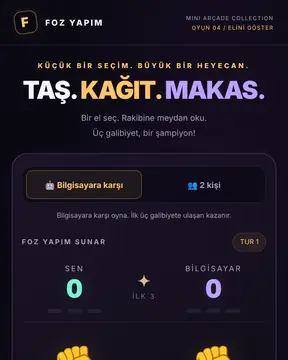 F
FOZ YAPIM
MINI ARCADE COLLECTION
OYUN 04 / ELİNİ GÖSTER
KÜÇÜK BİR SEÇİM. BÜYÜK BİR HEYECAN.
TAŞ. KAĞIT. MAKAS.
Bir el seç. Rakibine meydan oku.
Üç galibiyet, bir şampiyon!
🤖 Bilgisayara karşı
👥 2 kişi
Bilgisayara karşı oyna. İlk üç galibiyete ulaşan kazanır.
FOZ YAPIM SUNAR
TUR 1
SEN
0
İLK 3
BİLGİSAYAR
0